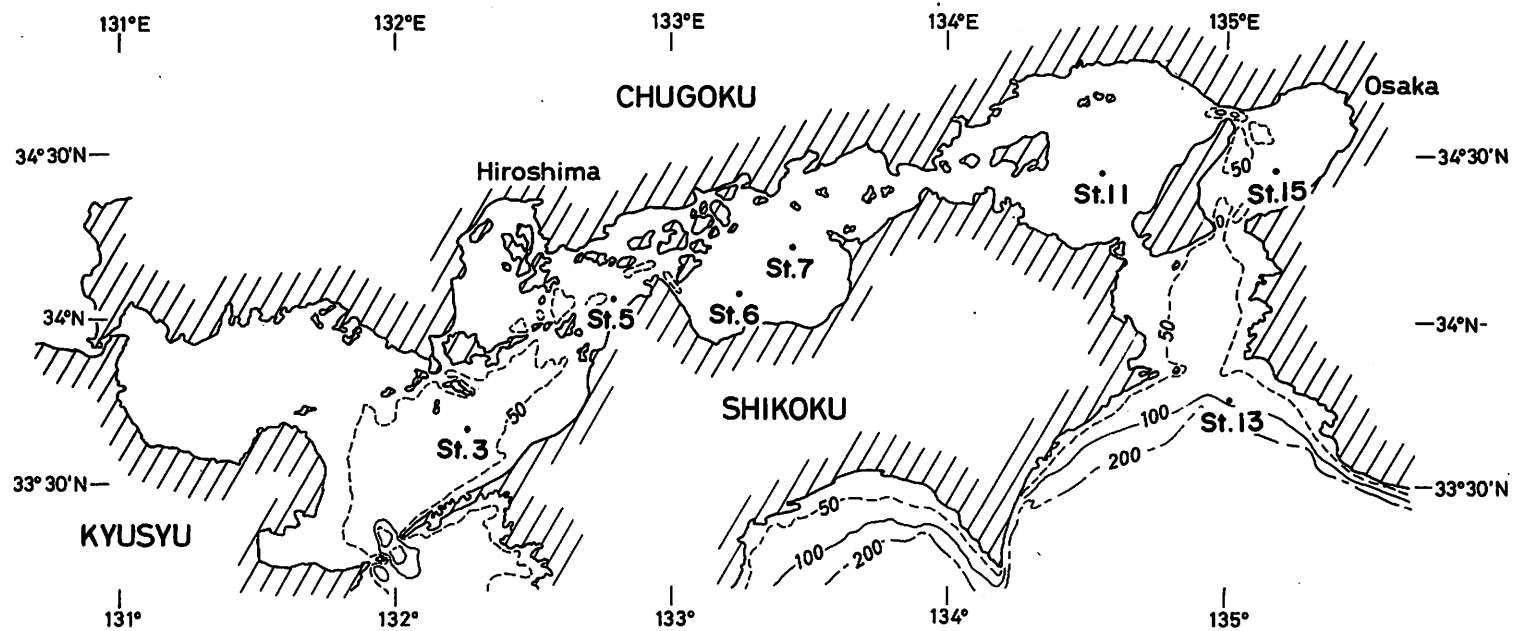 131°E 132°E 133°E 134°E 135°E
CHUGOKU
Osaka
34°30'N 34°30'N
Hiroshima
50
St.11 St.15
St.7
34°N St.5 St.6 34°N
50
SHIKOKU
50
100 St.13
St.3
200
33°30'N 33°30'N
50
KYUSYU
100 200
131° 132° 133° 134° 135°